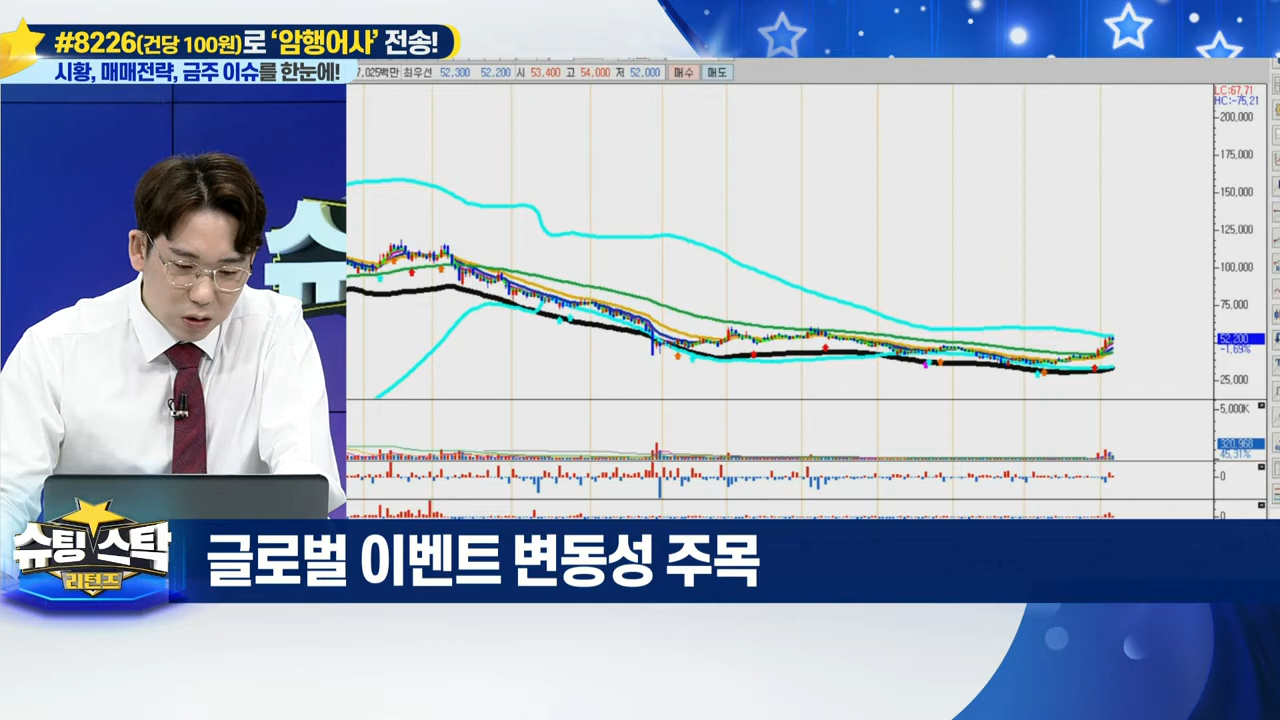 #8226(건당 100원)로 '암행어사' 전송!
시황, 매매전략, 금주 이슈를 한눈에!
7,025백만 최우선 52,300 52,200 시 53,400 고 54,000 저 52,000 매수 매도
LC:67,71
HC:-75,21
200,000
175,000
150,000
125,000
100,000
75,000
52,200
-1,69%
25,000
5,000K
320,968
45,31%
0
0
슈
슈팅 스탁
리턴즈
글로벌 이벤트 변동성 주목